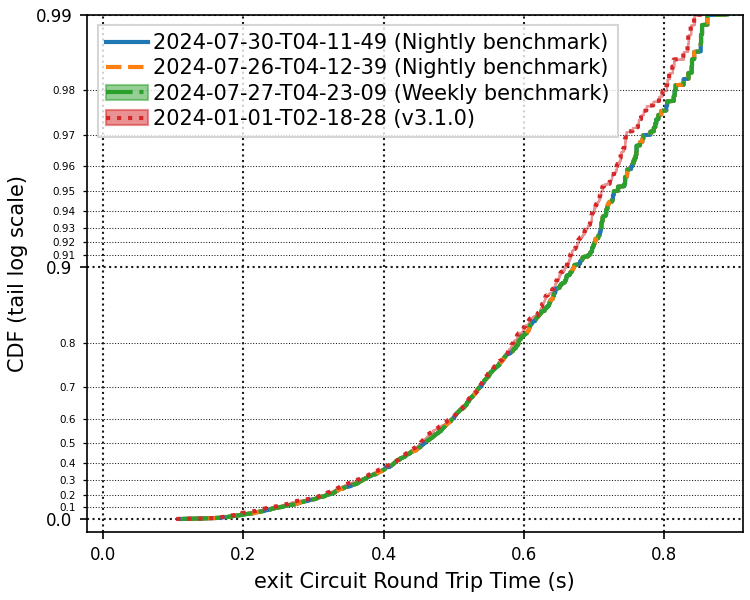 0.99
2024-07-30-T04-11-49 (Nightly benchmark)
2024-07-26-T04-12-39 (Nightly benchmark)
2024-07-27-T04-23-09 (Weekly benchmark)
2024-01-01-T02-18-28 (v3.1.0)
0.98
0.97
0.96
0.95
0.94
0.93
0.92
0.91
0.9
0.8
0.7
0.6
0.5
0.4
0.3
0.2
0.1
0.0
CDF (tail log scale)
0.0 0.2 0.4 0.6 0.8
exit Circuit Round Trip Time (s)